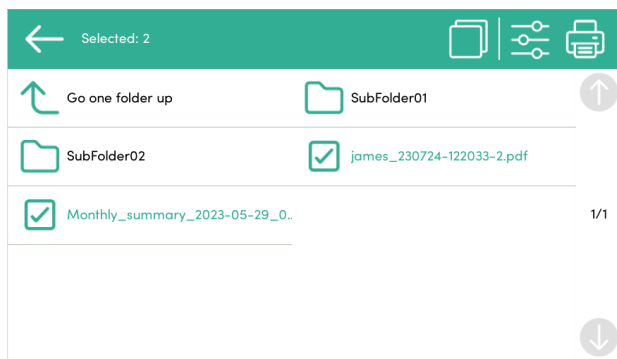 Selected: 2
Go one folder up
SubFolder01
SubFolder02
james_230724-122033-2.pdf
Monthly_summary_2023-05-29_0..
1/1